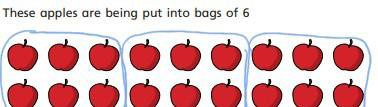 These apples are being put into bags of 6